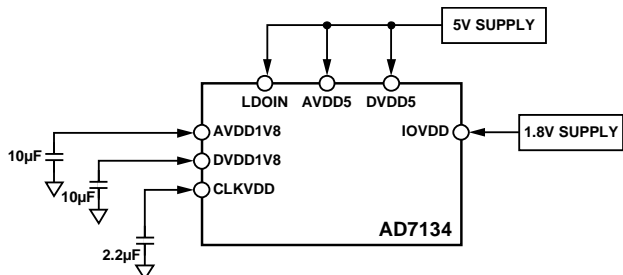 5V SUPPLY
LDOIN AVDD5 DVDD5
AVDD1V8
IOVDD
1.8V SUPPLY
10µF
DVDD1V8
10µF
CLKVDD
AD7134
2.2µF